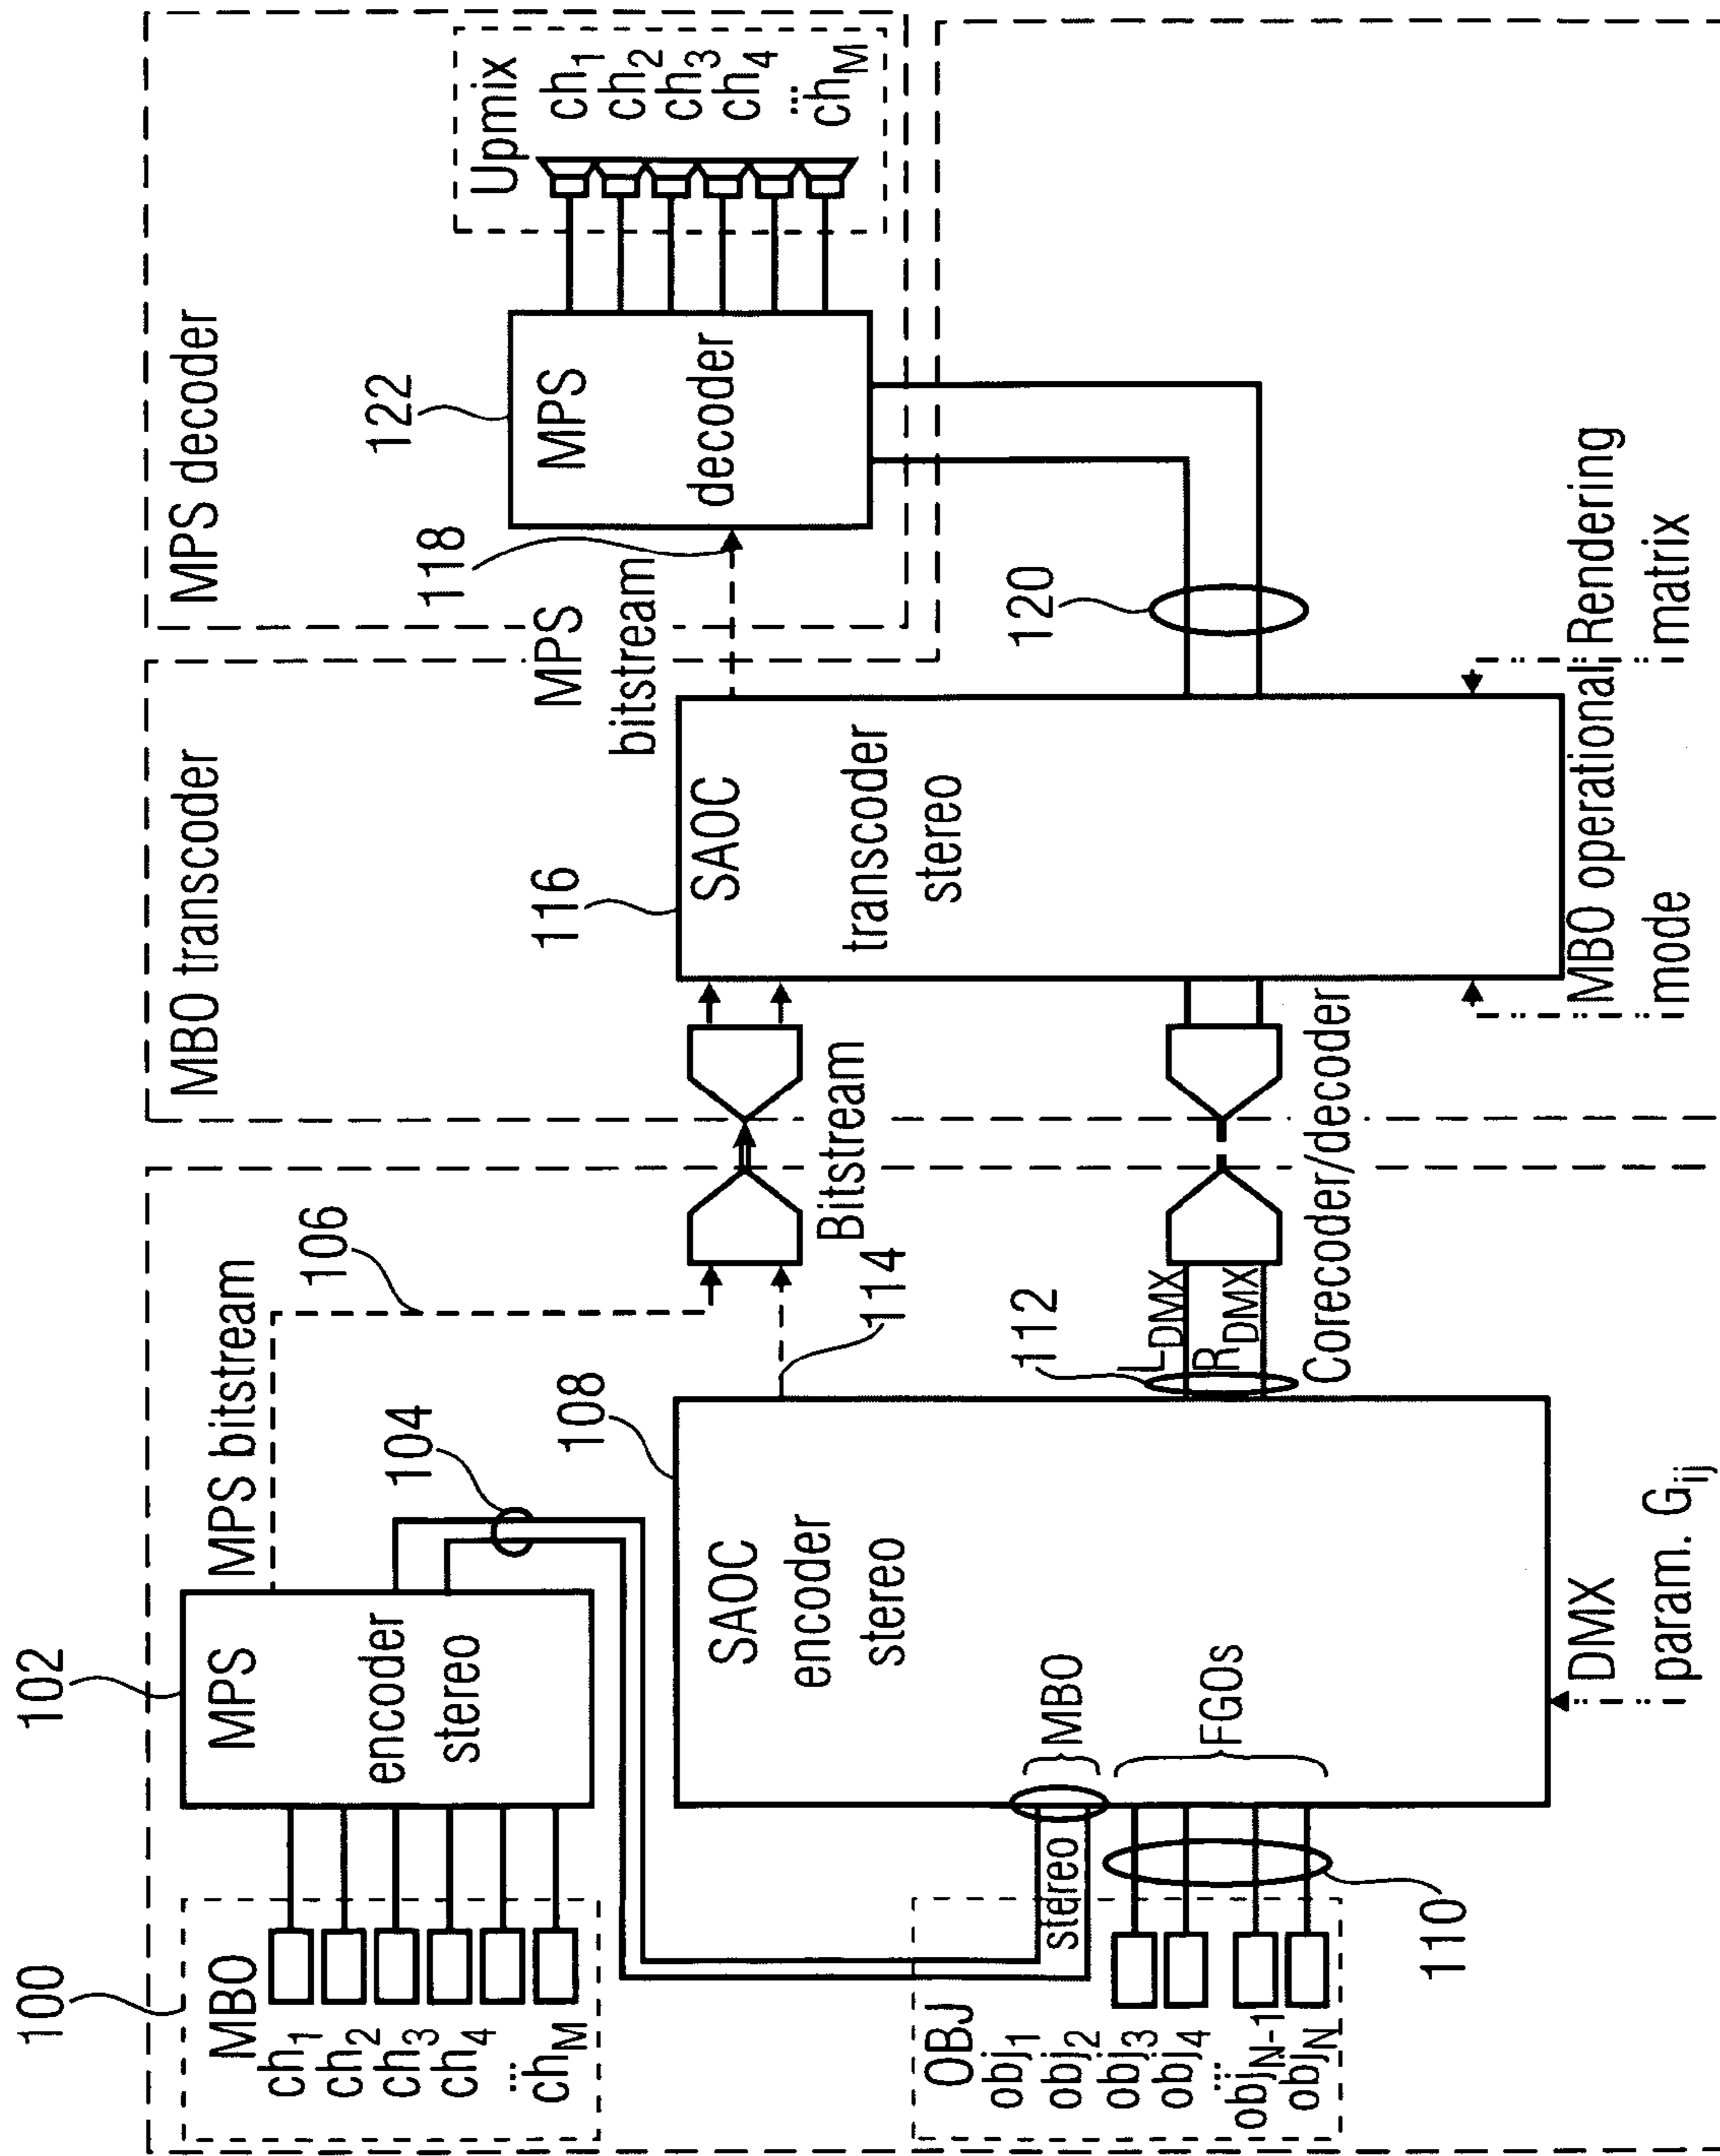 100
MBO
ch1
ch2
ch3
ch4
...
chM
102
MPS
encoder
stereo
MPS bitstream
106
104
OBJ
obj1
obj2
obj3
obj4
...
objN-1
objN
stereo
110
MBO
FGOs
108
SAOC
encoder
stereo
DMX
param. Gij
114
112
LDMX
RDMX
Bitstream
Corecoder/decoder
MBO transcoder
116
SAOC
transcoder
stereo
MBO operational
mode
Rendering
matrix
MPS
bitstream
118
120
MPS decoder
122
MPS
decoder
Upmix
ch1
ch2
ch3
ch4
...
chM